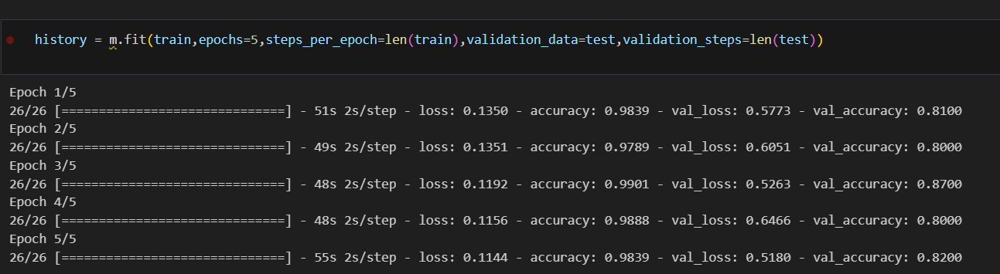 history = m.fit(train,epochs=5,steps_per_epoch=len(train),validation_data=test,validation_steps=len(test))
Epoch 1/5
26/26 [==============================] - 51s 2s/step - loss: 0.1350 - accuracy: 0.9839 - val_loss: 0.5773 - val_accuracy: 0.8100
Epoch 2/5
26/26 [==============================] - 49s 2s/step - loss: 0.1351 - accuracy: 0.9789 - val_loss: 0.6051 - val_accuracy: 0.8000
Epoch 3/5
26/26 [==============================] - 48s 2s/step - loss: 0.1192 - accuracy: 0.9901 - val_loss: 0.5263 - val_accuracy: 0.8700
Epoch 4/5
26/26 [==============================] - 48s 2s/step - loss: 0.1156 - accuracy: 0.9888 - val_loss: 0.6466 - val_accuracy: 0.8000
Epoch 5/5
26/26 [==============================] - 55s 2s/step - loss: 0.1144 - accuracy: 0.9839 - val_loss: 0.5180 - val_accuracy: 0.8200